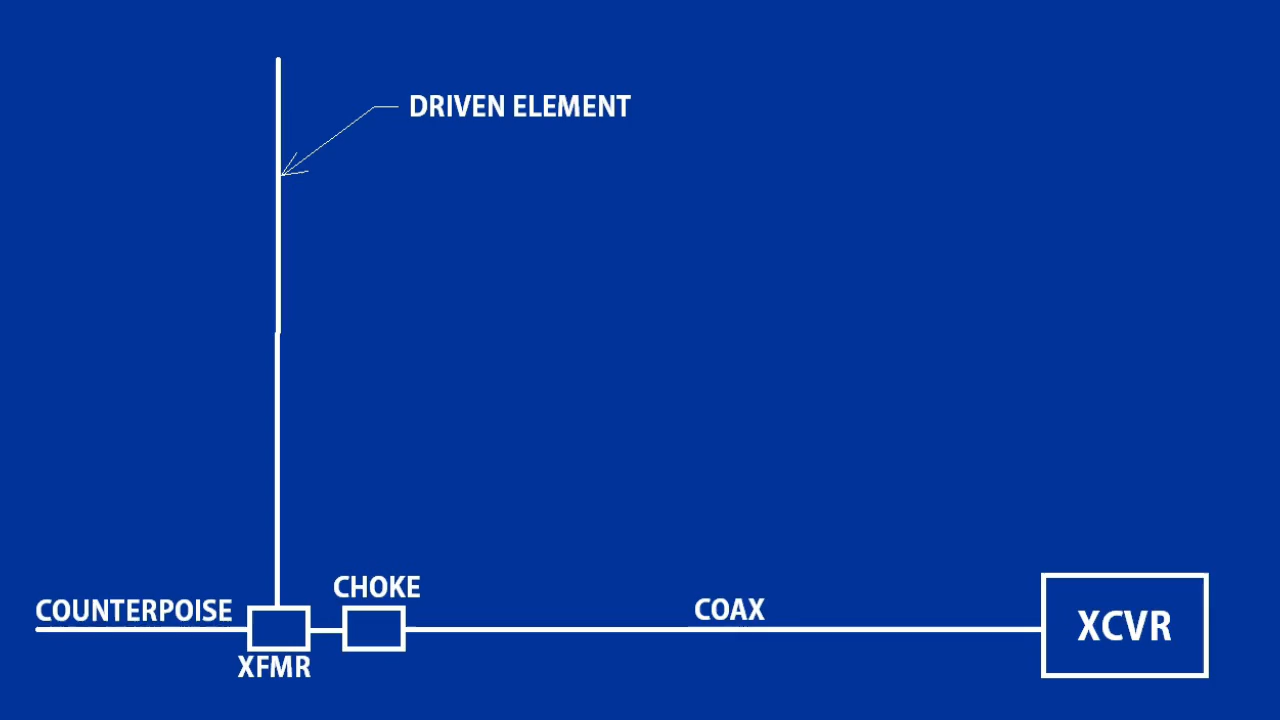 DRIVEN ELEMENT
CHOKE
COUNTERPOISE
COAX
XCVR
XFMR